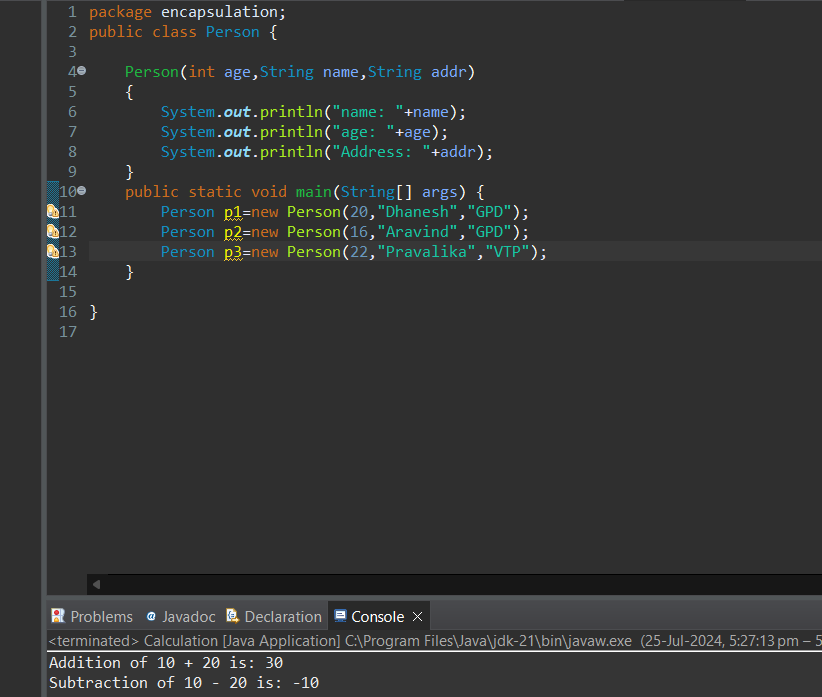 1 package encapsulation;
2 public class Person {
3
4 Person(int age,String name,String addr)
5 {
6 System.out.println("name: "+name);
7 System.out.println("age: "+age);
8 System.out.println("Address: "+addr);
9 }
10 public static void main(String[] args) {
11 Person p1=new Person(20,"Dhanesh","GPD");
12 Person p2=new Person(16,"Aravind","GPD");
13 Person p3=new Person(22,"Pravalika","VTP");
14 }
15
16 }
17
Problems Javadoc Declaration Console
<terminated> Calculation [Java Application] C:\Program Files\Java\jdk-21\bin\javaw.exe (25-Jul-2024, 5:27:13 pm – 5
Addition of 10 + 20 is: 30
Subtraction of 10 - 20 is: -10